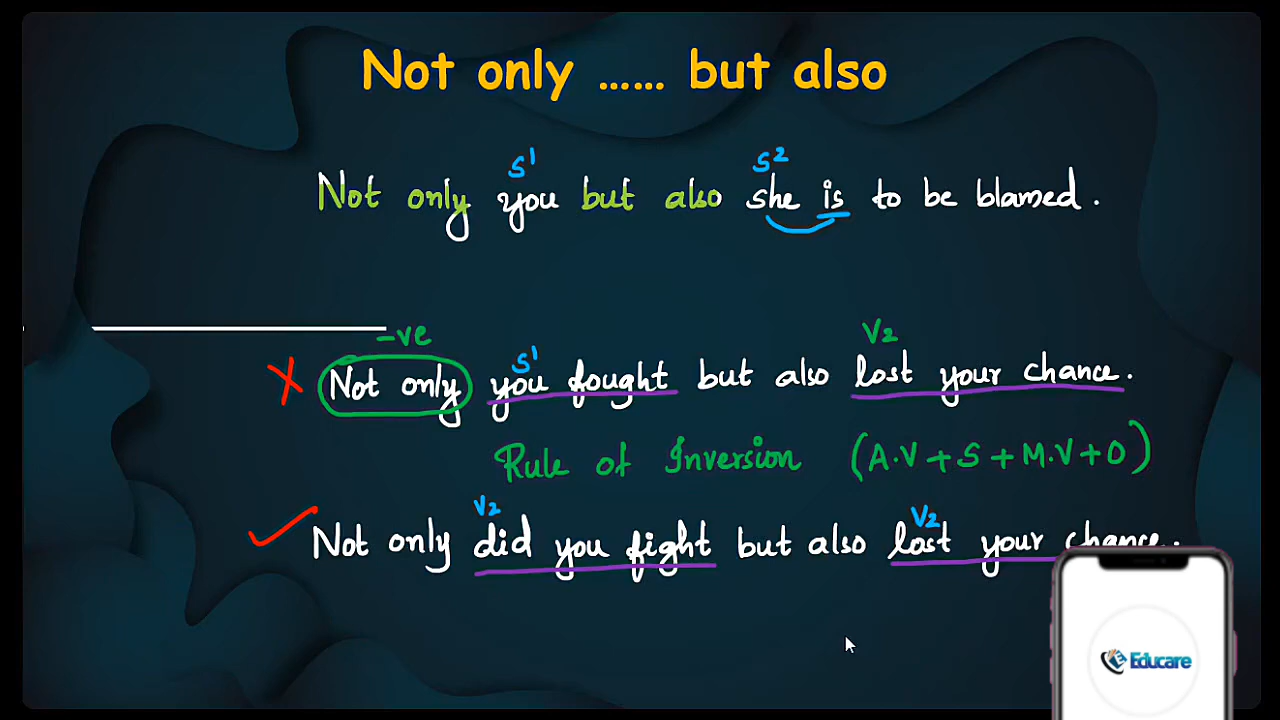 Not only ...... but also
S¹ S²
Not only you but also she is to be blamed.
-ve S¹ V₂
X Not only you fought but also lost your chance.
Rule of Inversion (A.V + S + M.V + O)
V₂ V₂
✓ Not only did you fight but also lost your chance.
Educare